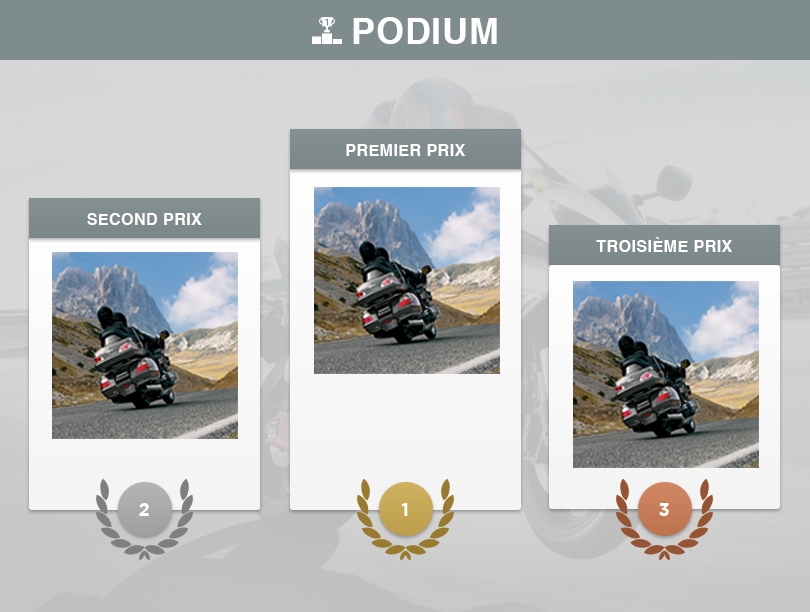 PODIUM
SECOND PRIX
PREMIER PRIX
TROISIÈME PRIX
2
1
3